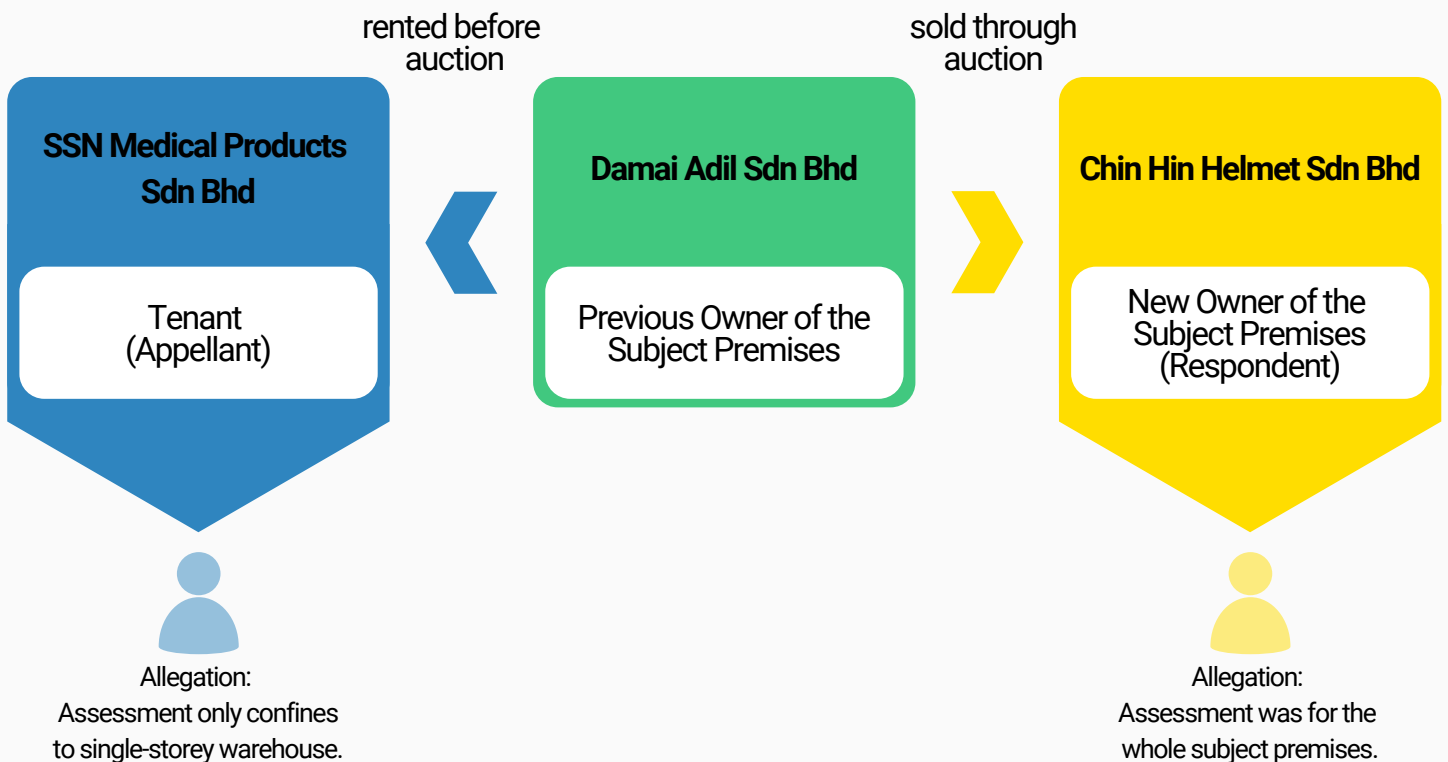 rented before
auction
sold through
auction
SSN Medical Products
Sdn Bhd
Tenant
(Appellant)
Damai Adil Sdn Bhd
Previous Owner of the
Subject Premises
Chin Hin Helmet Sdn Bhd
New Owner of the
Subject Premises
(Respondent)
Allegation:
Assessment only confines
to single-storey warehouse.
Allegation:
Assessment was for the
whole subject premises.